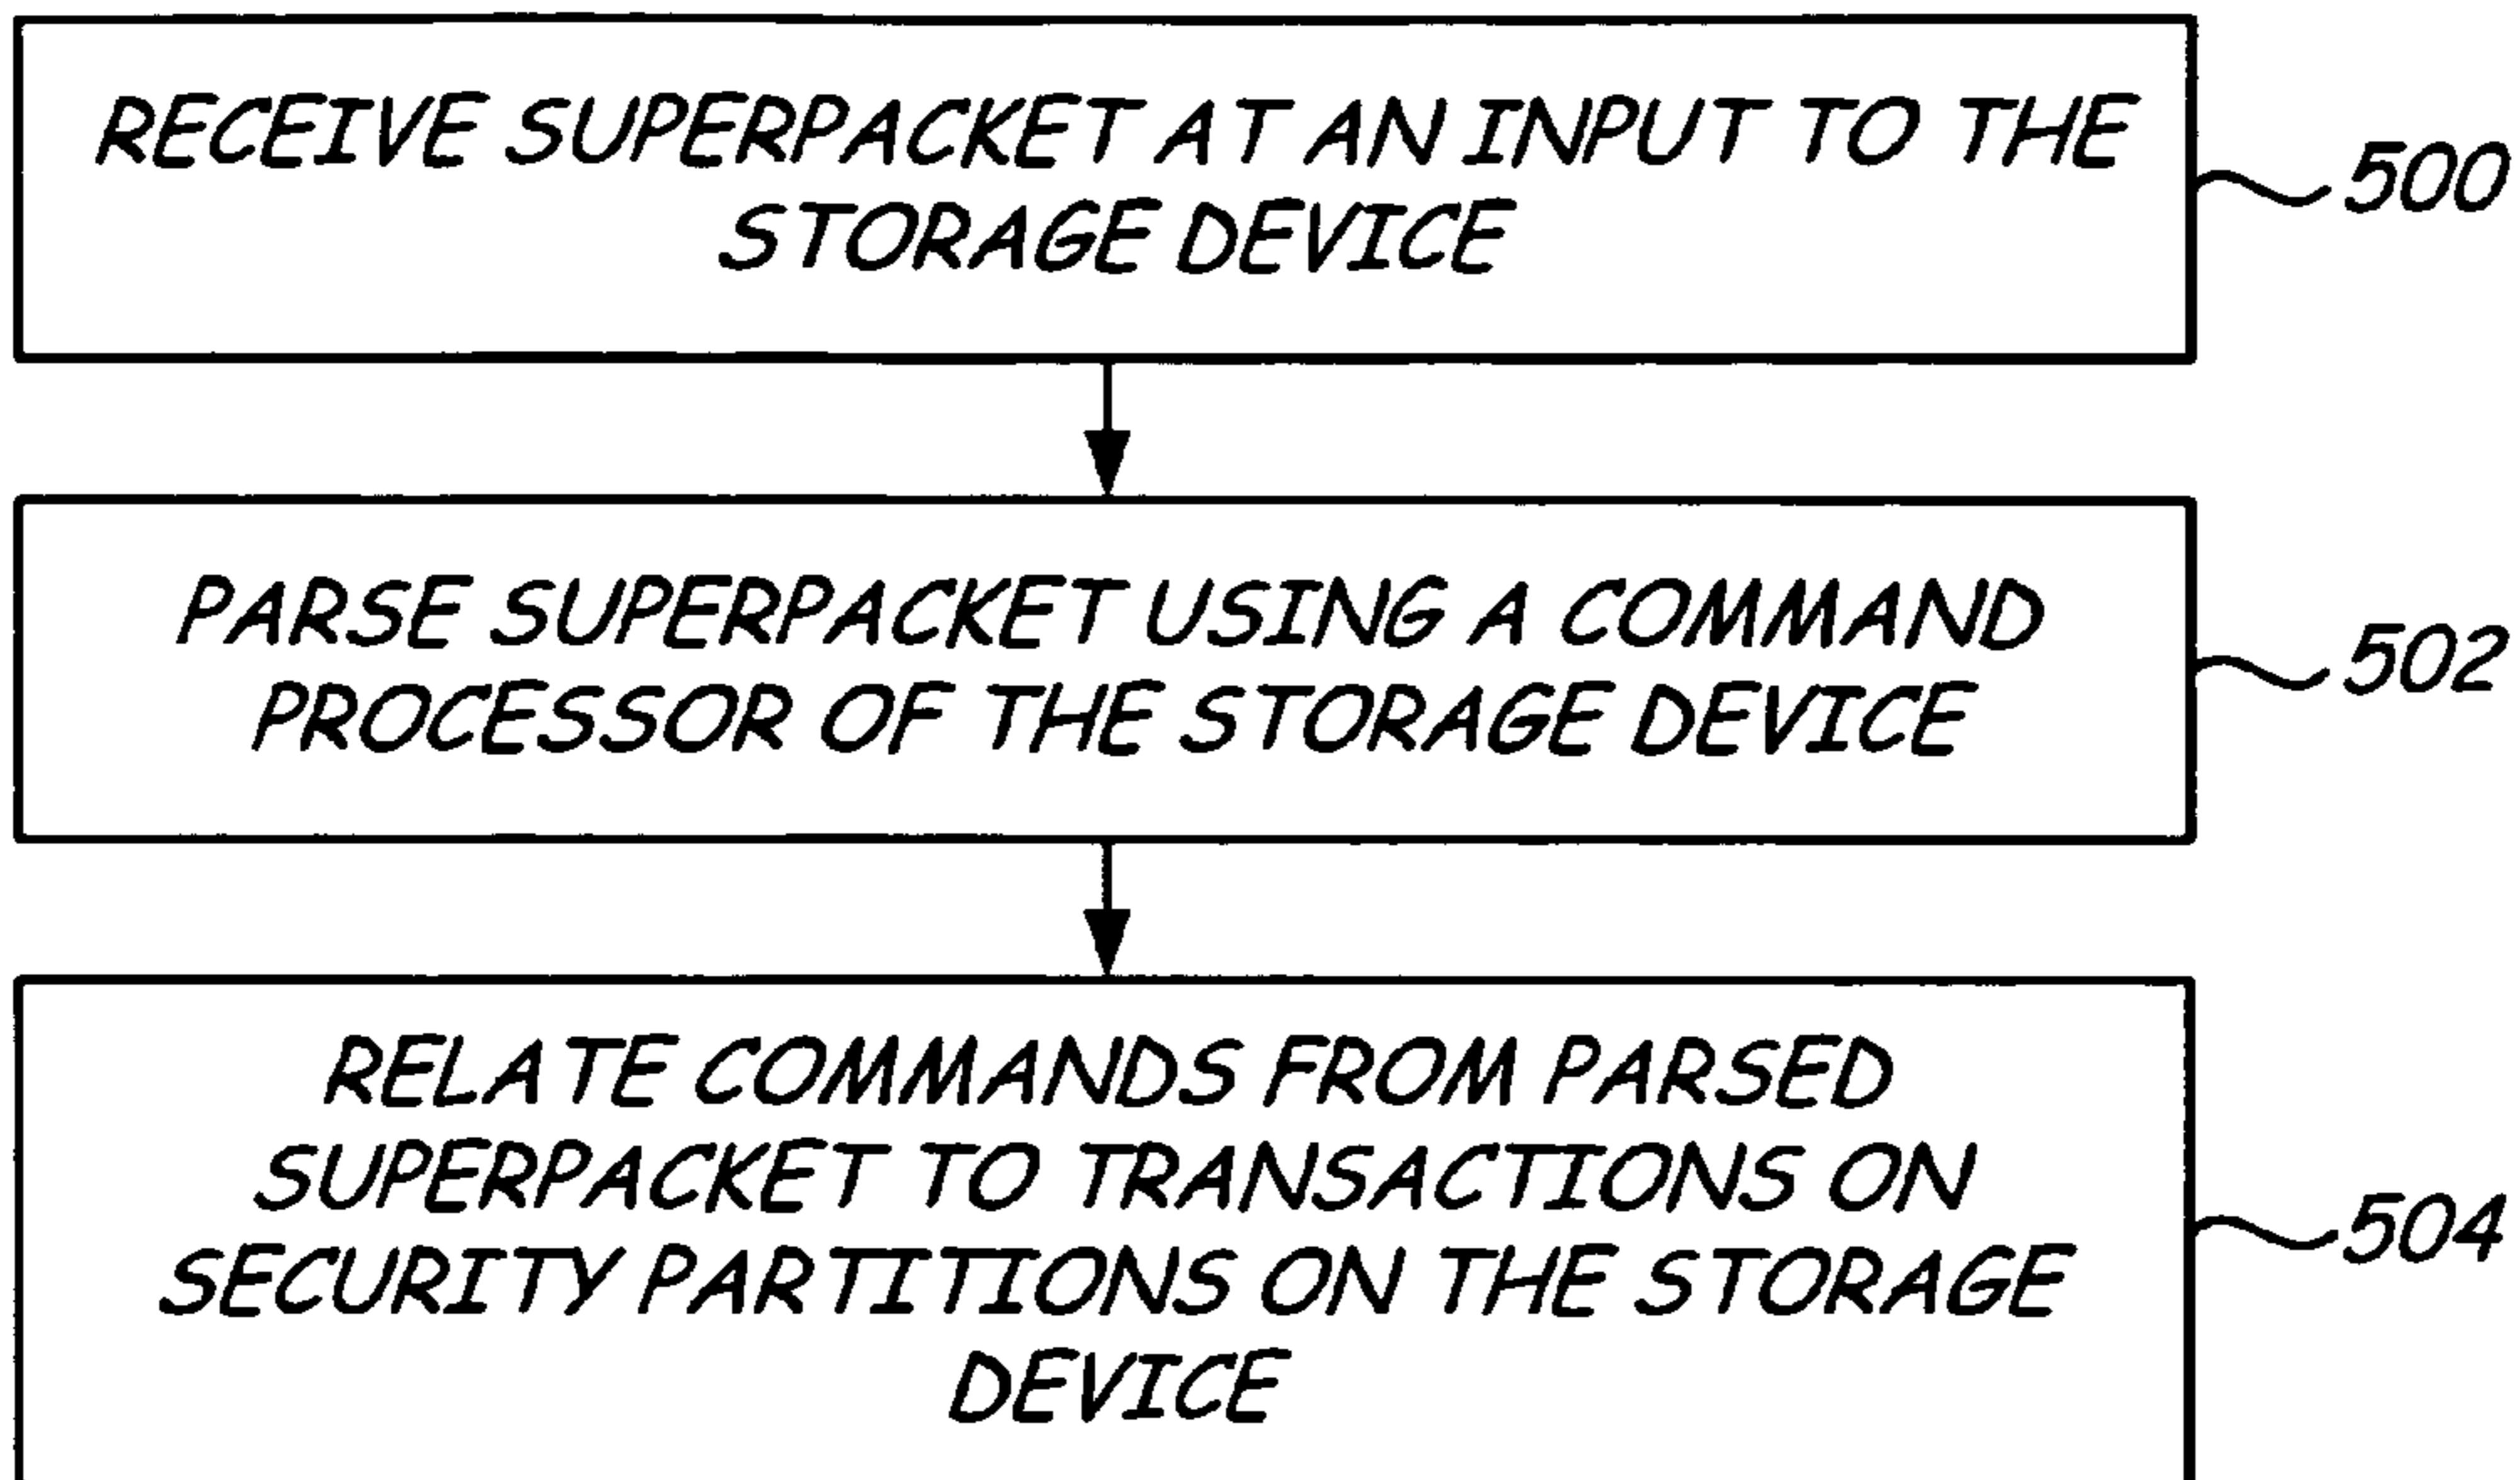 RECEIVE SUPERPACKET AT AN INPUT TO THE
STORAGE DEVICE
500
PARSE SUPERPACKET USING A COMMAND
PROCESSOR OF THE STORAGE DEVICE
502
RELATE COMMANDS FROM PARSED
SUPERPACKET TO TRANSACTIONS ON
SECURITY PARTITIONS ON THE STORAGE
DEVICE
504